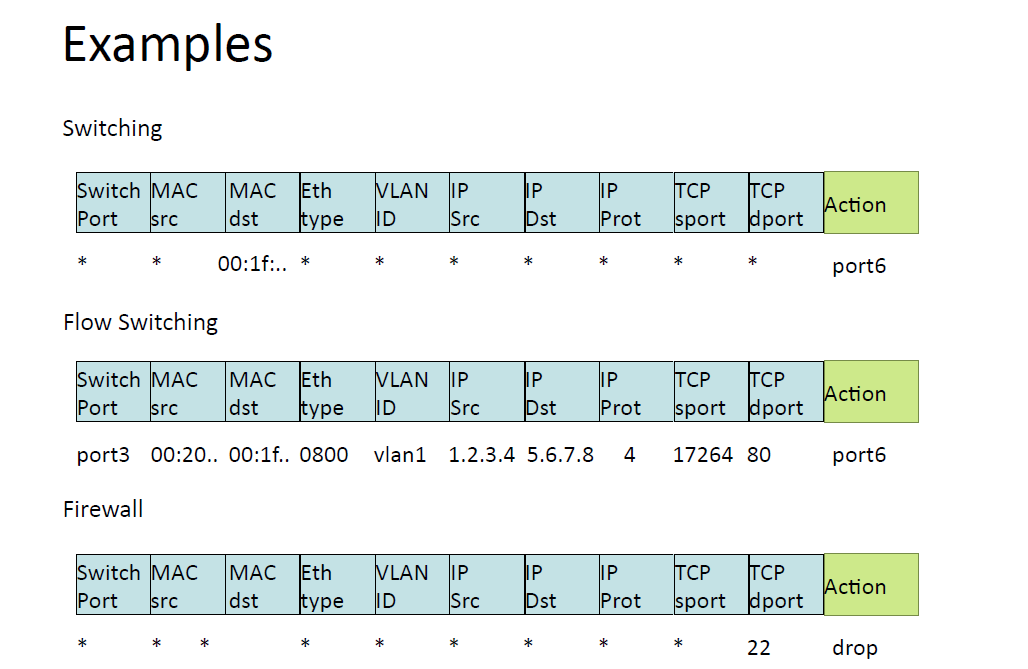 Examples
Switching
Switch Port MAC src MAC dst Eth type VLAN ID IP Src IP Dst IP Prot TCP sport TCP dport Action
* * 00:1f:.. * * * * * * * port6
Flow Switching
Switch Port MAC src MAC dst Eth type VLAN ID IP Src IP Dst IP Prot TCP sport TCP dport Action
port3 00:20.. 00:1f.. 0800 vlan1 1.2.3.4 5.6.7.8 4 17264 80 port6
Firewall
Switch Port MAC src MAC dst Eth type VLAN ID IP Src IP Dst IP Prot TCP sport TCP dport Action
* * * * * * * * * 22 drop